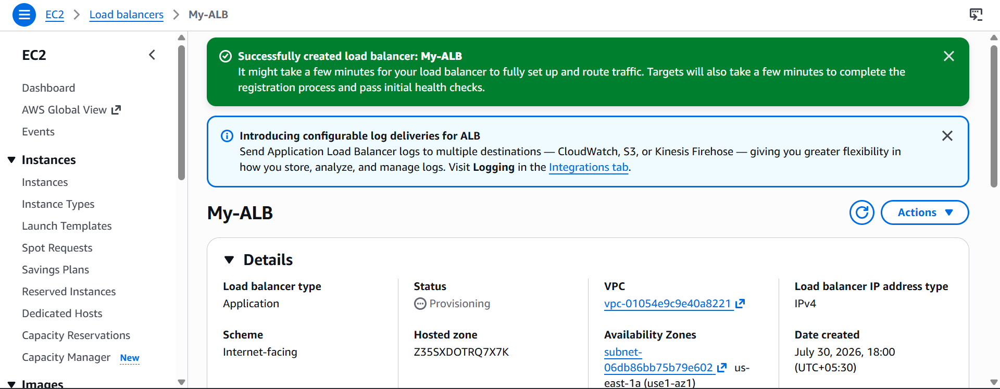 EC2 > Load balancers > My-ALB
EC2
Dashboard
AWS Global View
Events
Instances
Instances
Instance Types
Launch Templates
Spot Requests
Savings Plans
Reserved Instances
Dedicated Hosts
Capacity Reservations
Capacity Manager New
Images
Successfully created load balancer: My-ALB
It might take a few minutes for your load balancer to fully set up and route traffic. Targets will also take a few minutes to complete the
registration process and pass initial health checks.
Introducing configurable log deliveries for ALB
Send Application Load Balancer logs to multiple destinations — CloudWatch, S3, or Kinesis Firehose — giving you greater flexibility in
how you store, analyze, and manage logs. Visit Logging in the Integrations tab.
My-ALB
Actions
Details
Load balancer type
Application
Status
Provisioning
VPC
vpc-01054e9c9e40a8221
Load balancer IP address type
IPv4
Scheme
Internet-facing
Hosted zone
Z35SXDOTRQ7X7K
Availability Zones
subnet-
06db86bb75b79e602 us-
east-1a (use1-az1)
Date created
July 30, 2026, 18:00
(UTC+05:30)